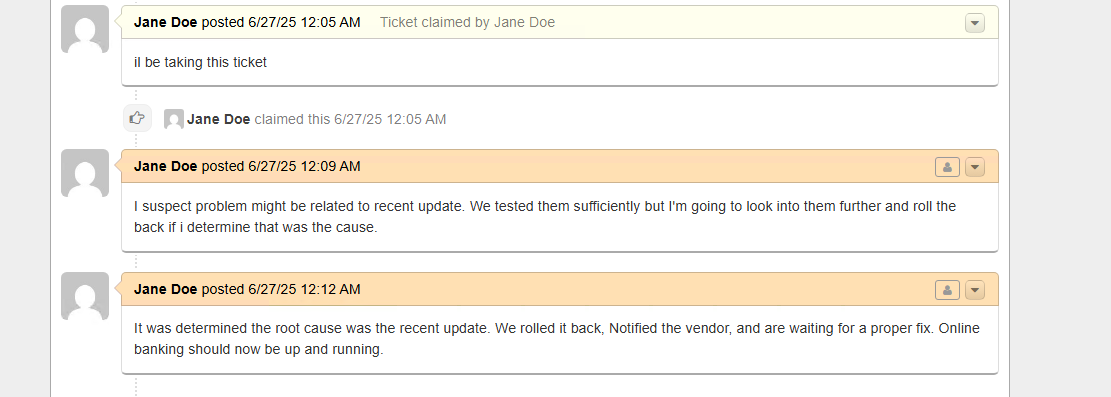 Jane Doe posted 6/27/25 12:05 AM Ticket claimed by Jane Doe
il be taking this ticket
Jane Doe claimed this 6/27/25 12:05 AM
Jane Doe posted 6/27/25 12:09 AM
I suspect problem might be related to recent update. We tested them sufficiently but I'm going to look into them further and roll the
back if i determine that was the cause.
Jane Doe posted 6/27/25 12:12 AM
It was determined the root cause was the recent update. We rolled it back, Notified the vendor, and are waiting for a proper fix. Online
banking should now be up and running.